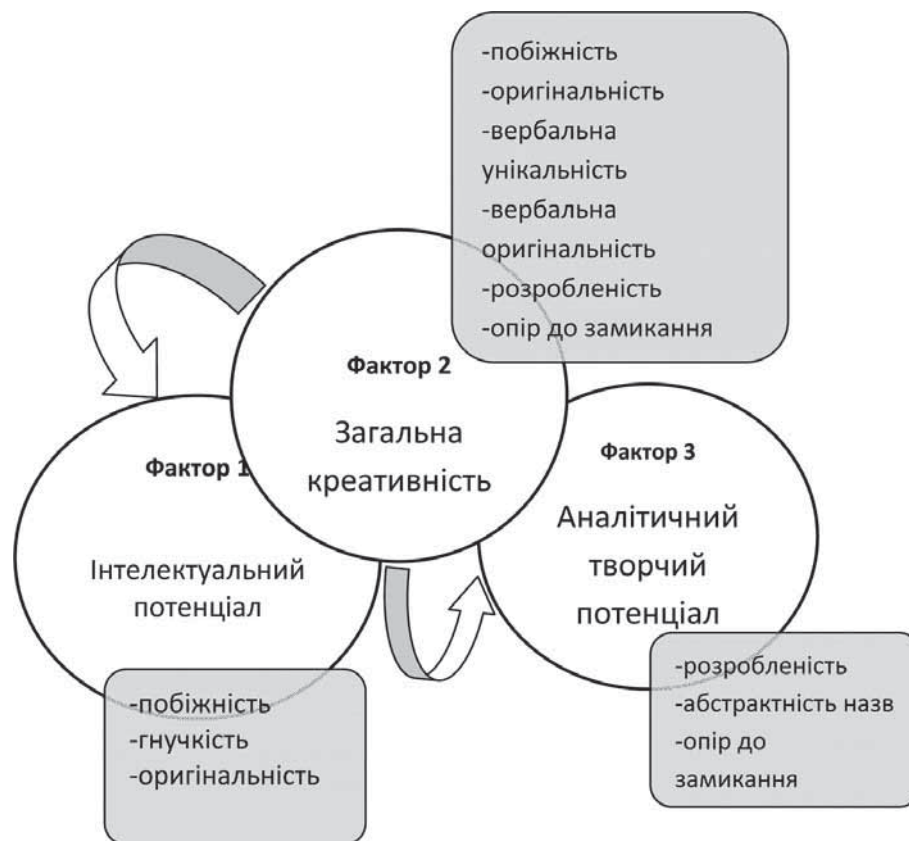 -побіжність
-оригінальність
-вербальна
унікальність
-вербальна
оригінальність
-розробленість
-опір до замикання
Фактор 2
Загальна
креативність
Фактор 1
Інтелектуальний
потенціал
-побіжність
-гнучкість
-оригінальність
Фактор 3
Аналітичний
творчий
потенціал
-розробленість
-абстрактність назв
-опір до
замикання